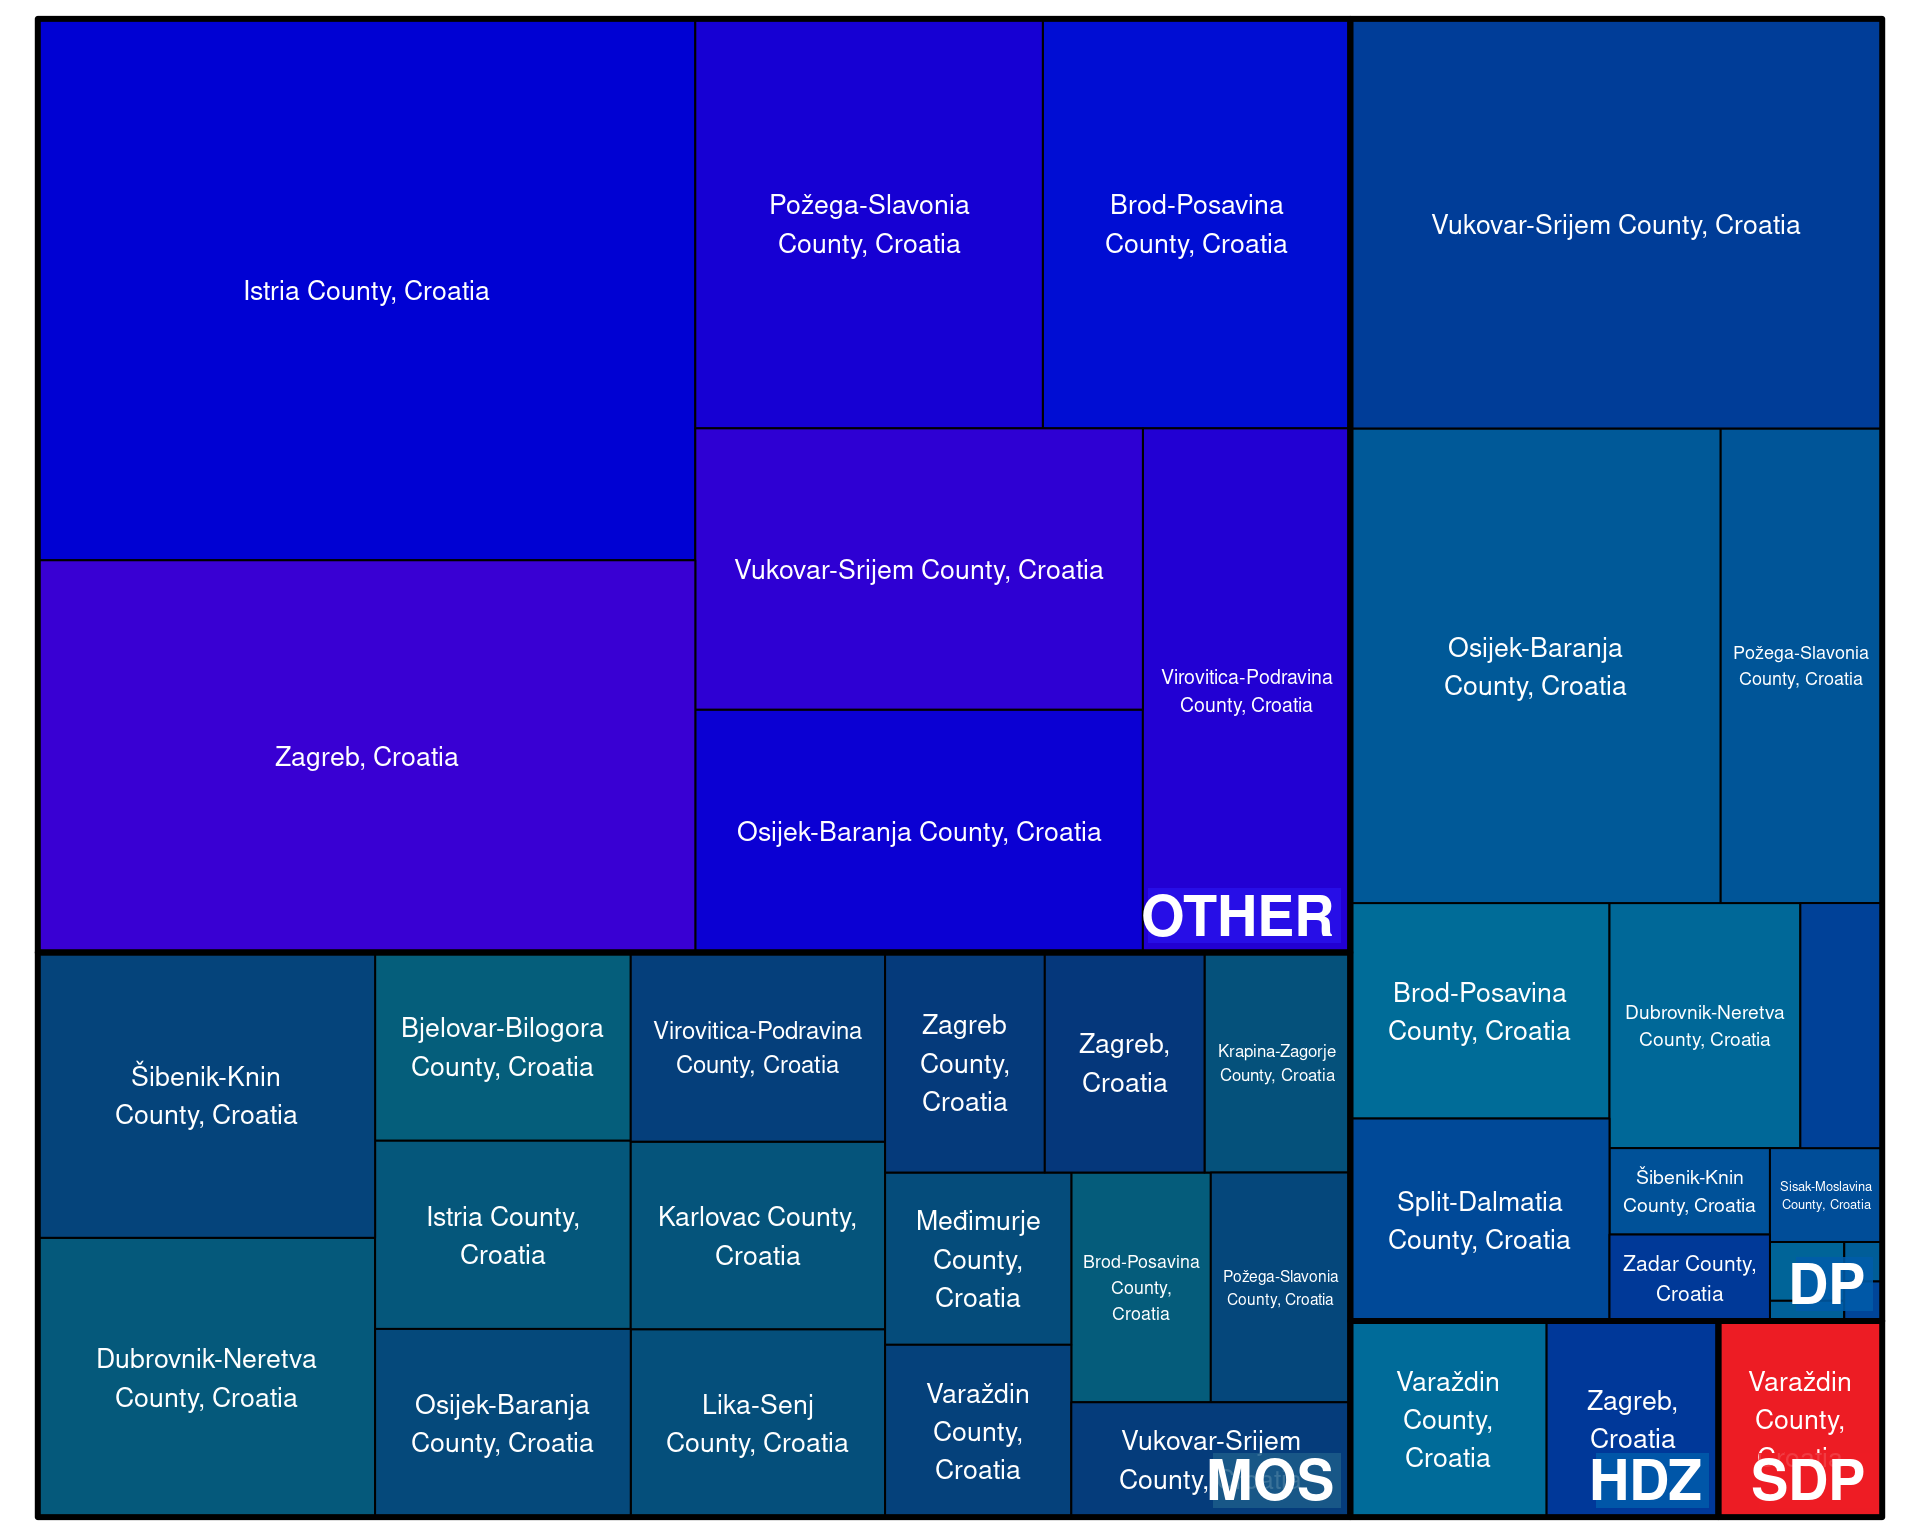 Istria County, Croatia
Zagreb, Croatia
Požega-Slavonia
County, Croatia
Brod-Posavina
County, Croatia
Vukovar-Srijem County, Croatia
Osijek-Baranja County, Croatia
Virovitica-Podravina
County, Croatia
OTHER
Vukovar-Srijem County, Croatia
Osijek-Baranja
County, Croatia
Požega-Slavonia
County, Croatia
Brod-Posavina
County, Croatia
Dubrovnik-Neretva
County, Croatia
Split-Dalmatia
County, Croatia
Šibenik-Knin
County, Croatia
Sisak-Moslavina
County, Croatia
Zadar County,
Croatia
DP
Šibenik-Knin
County, Croatia
Dubrovnik-Neretva
County, Croatia
Bjelovar-Bilogora
County, Croatia
Istria County,
Croatia
Osijek-Baranja
County, Croatia
Virovitica-Podravina
County, Croatia
Karlovac County,
Croatia
Lika-Senj
County, Croatia
Zagreb
County,
Croatia
Zagreb,
Croatia
Krapina-Zagorje
County, Croatia
Međimurje
County,
Croatia
Varaždin
County,
Croatia
Brod-Posavina
County,
Croatia
Požega-Slavonia
County, Croatia
Vukovar-Srijem
County, Croatia
MOS
Varaždin
County,
Croatia
Zagreb,
Croatia
HDZ
Varaždin
County,
Croatia
SDP